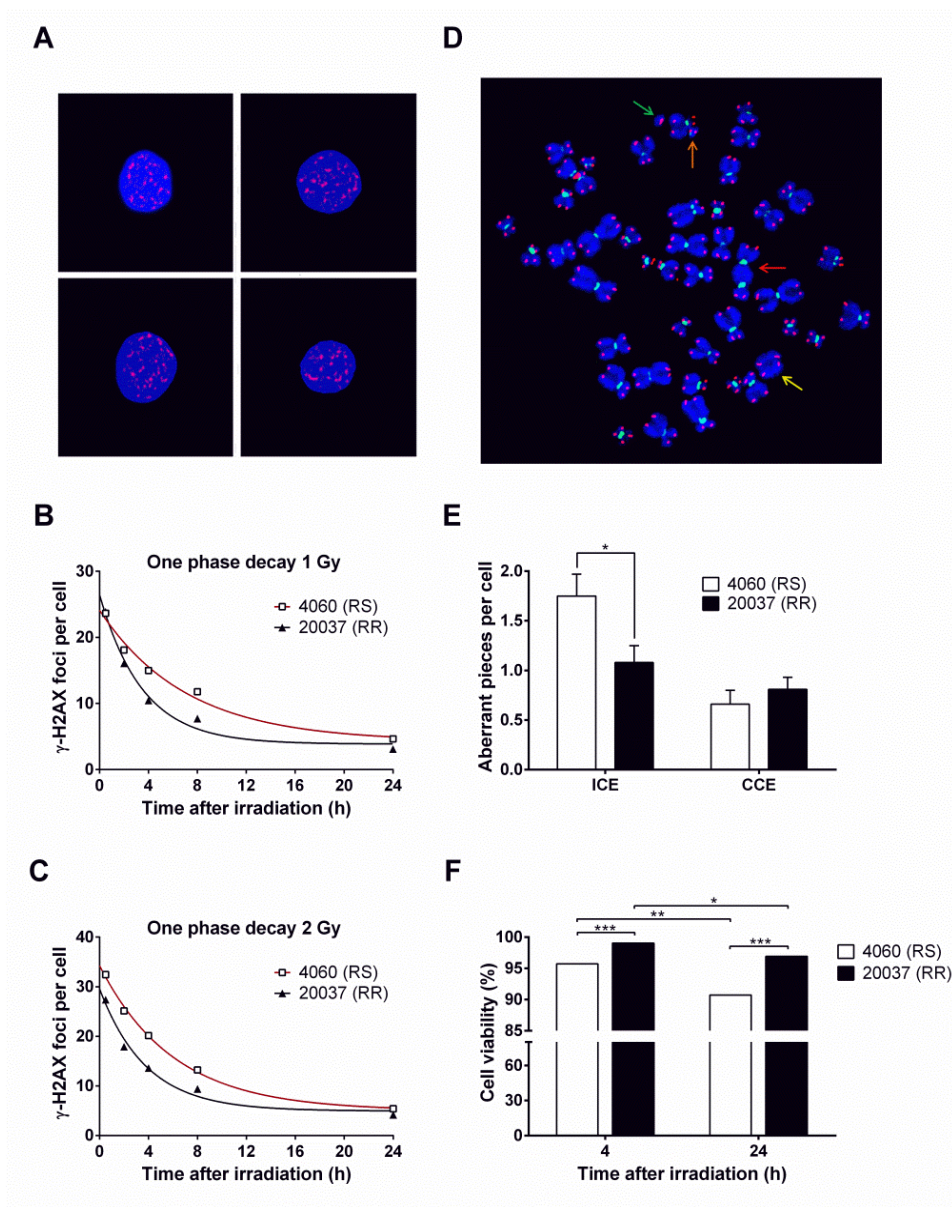 A
D
B
One phase decay 1 Gy
γ-H2AX foci per cell
30
20
10
0
4060 (RS)
20037 (RR)
0 4 8 12 16 20 24
Time after irradiation (h)
E
Aberrant pieces per cell
2.0
1.5
1.0
0.5
0.0
*
4060 (RS)
20037 (RR)
ICE CCE
C
One phase decay 2 Gy
γ-H2AX foci per cell
40
30
20
10
0
4060 (RS)
20037 (RR)
0 4 8 12 16 20 24
Time after irradiation (h)
F
Cell viability (%)
*
**
*** ***
100
95
90
85
60
30
0
4060 (RS)
20037 (RR)
4 24
Time after irradiation (h)